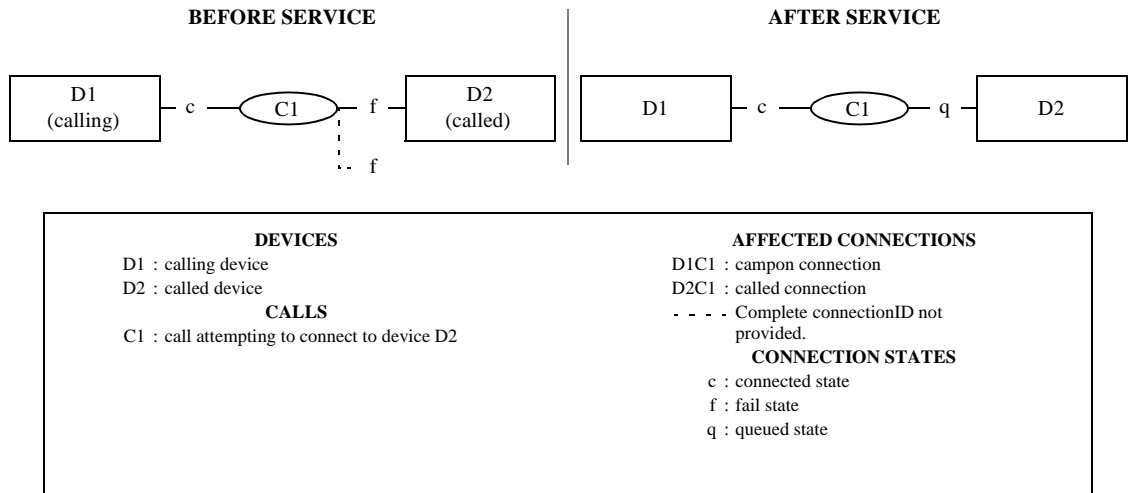 BEFORE SERVICE
AFTER SERVICE
D1 (calling) c C1 f D2 (called)
f
D1 c C1 q D2
DEVICES
D1 : calling device
D2 : called device
CALLS
C1 : call attempting to connect to device D2
AFFECTED CONNECTIONS
D1C1 : campon connection
D2C1 : called connection
Complete connectionID not
provided.
CONNECTION STATES
c : connected state
f : fail state
q : queued state